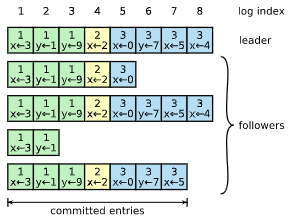 1 2 3 4 5 6 7 8 log index
1 1 1 2 3 3 3 3 leader
x←3 y←1 y←9 x←2 x←0 y←7 x←5 x←4
1 1 1 2 3
x←3 y←1 y←9 x←2 x←0
1 1 1 2 3 3 3 3
x←3 y←1 y←9 x←2 x←0 y←7 x←5 x←4
followers
1 1
x←3 y←1
1 1 1 2 3 3 3
x←3 y←1 y←9 x←2 x←0 y←7 x←5
committed entries